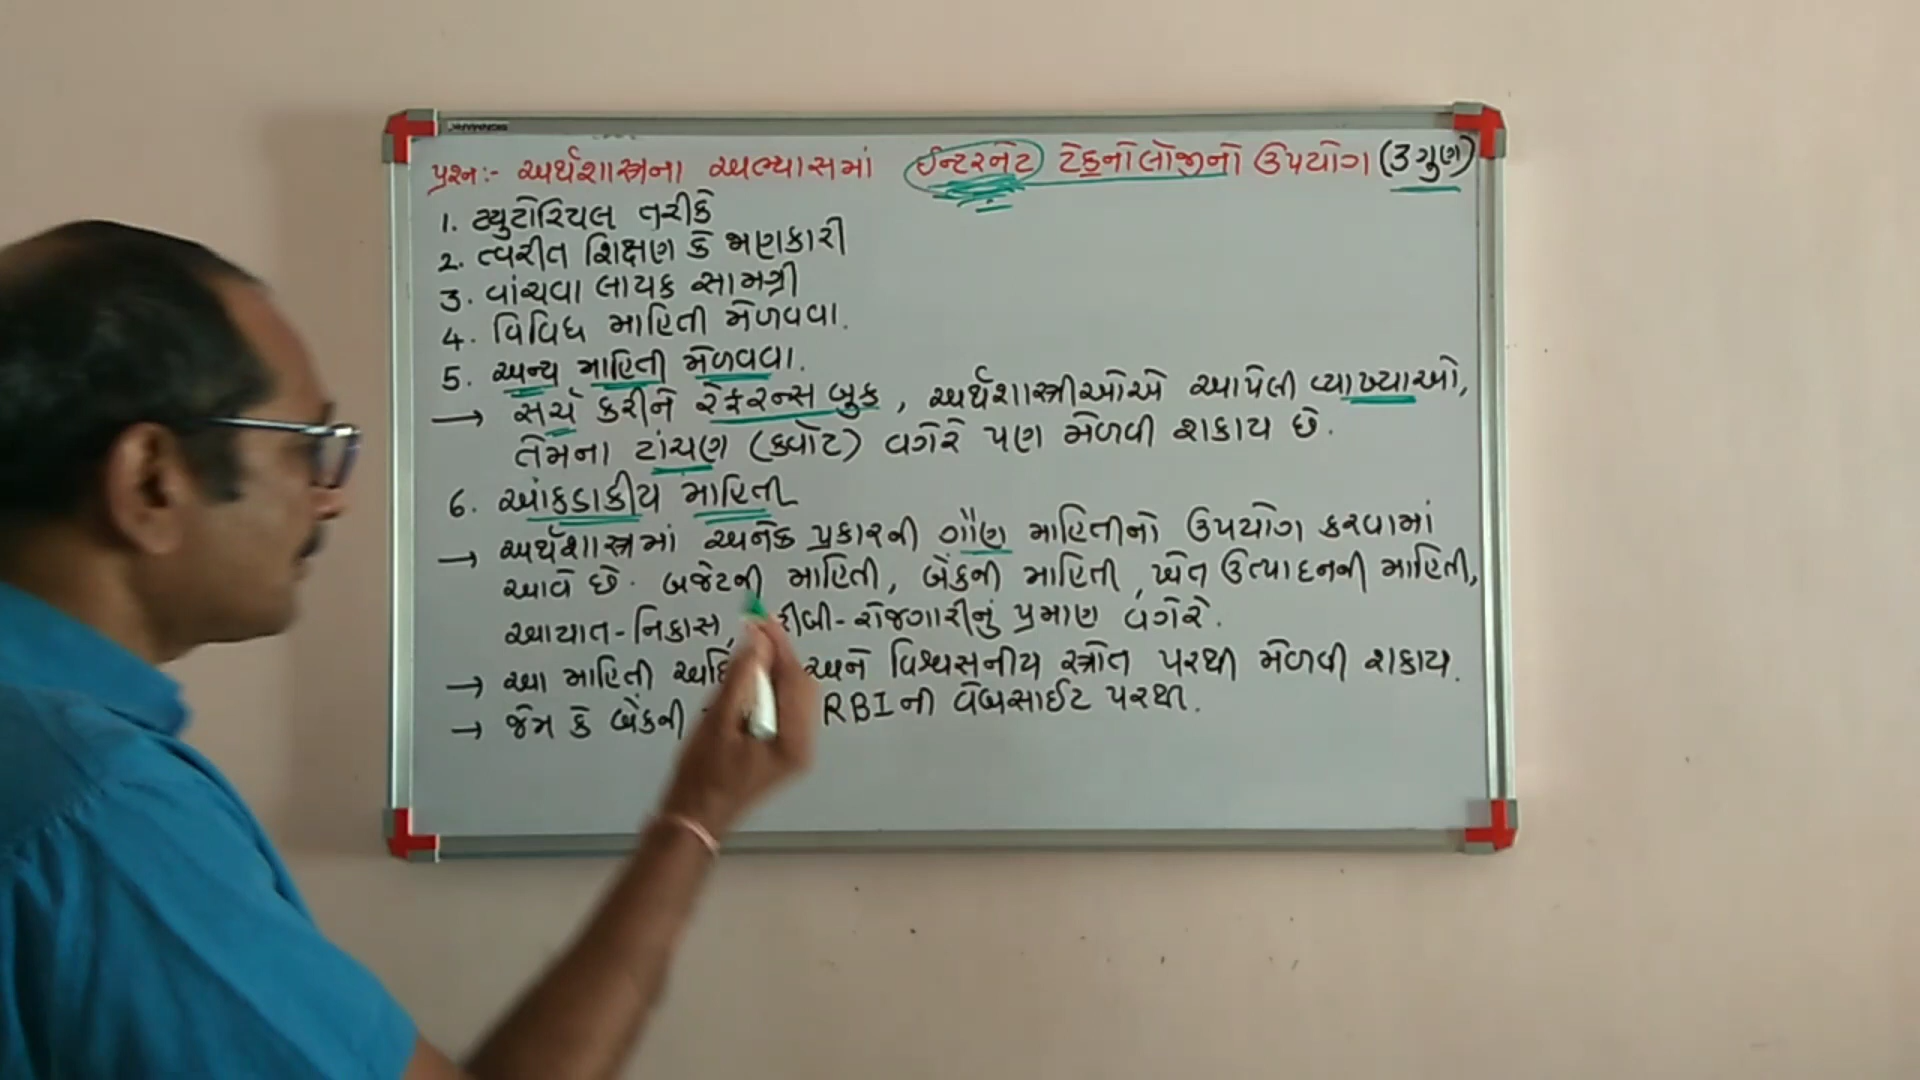 પ્રશ્ન:- અર્થશાસ્ત્રના અભ્યાસમાં ઈન્ટરનેટ ટેકનોલોજીનો ઉપયોગ (3 ગુણ)
1. ટ્યુટોરિયલ તરીકે
2. ત્વરીત શિક્ષણ કે જાણકારી
3. વાંચવા લાયક સામગ્રી
4. વિવિધ માહિતી મેળવવા.
5. અન્ય માહિતી મેળવવા.
→ સર્ચ કરીને રેફરન્સ બુક, અર્થશાસ્ત્રીઓએ આપેલી વ્યાખ્યાઓ,
તેમના ટાંચણ (ક્વોટ) વગેરે પણ મેળવી શકાય છે.
6. આંકડાકીય માહિતી
→ અર્થશાસ્ત્રમાં અનેક પ્રકારની ગૌણ માહિતીનો ઉપયોગ કરવામાં
આવે છે. બજેટની માહિતી, બેંકની માહિતી, ખેત ઉત્પાદનની માહિતી,
આયાત-નિકાસ, રીબી-રોજગારીનું પ્રમાણ વગેરે.
→ આ માહિતી અને વિશ્વસનીય સ્ત્રોત પરથી મેળવી શકાય.
→ જેમ કે બેંકની RBI ની વેબસાઈટ પરથી.